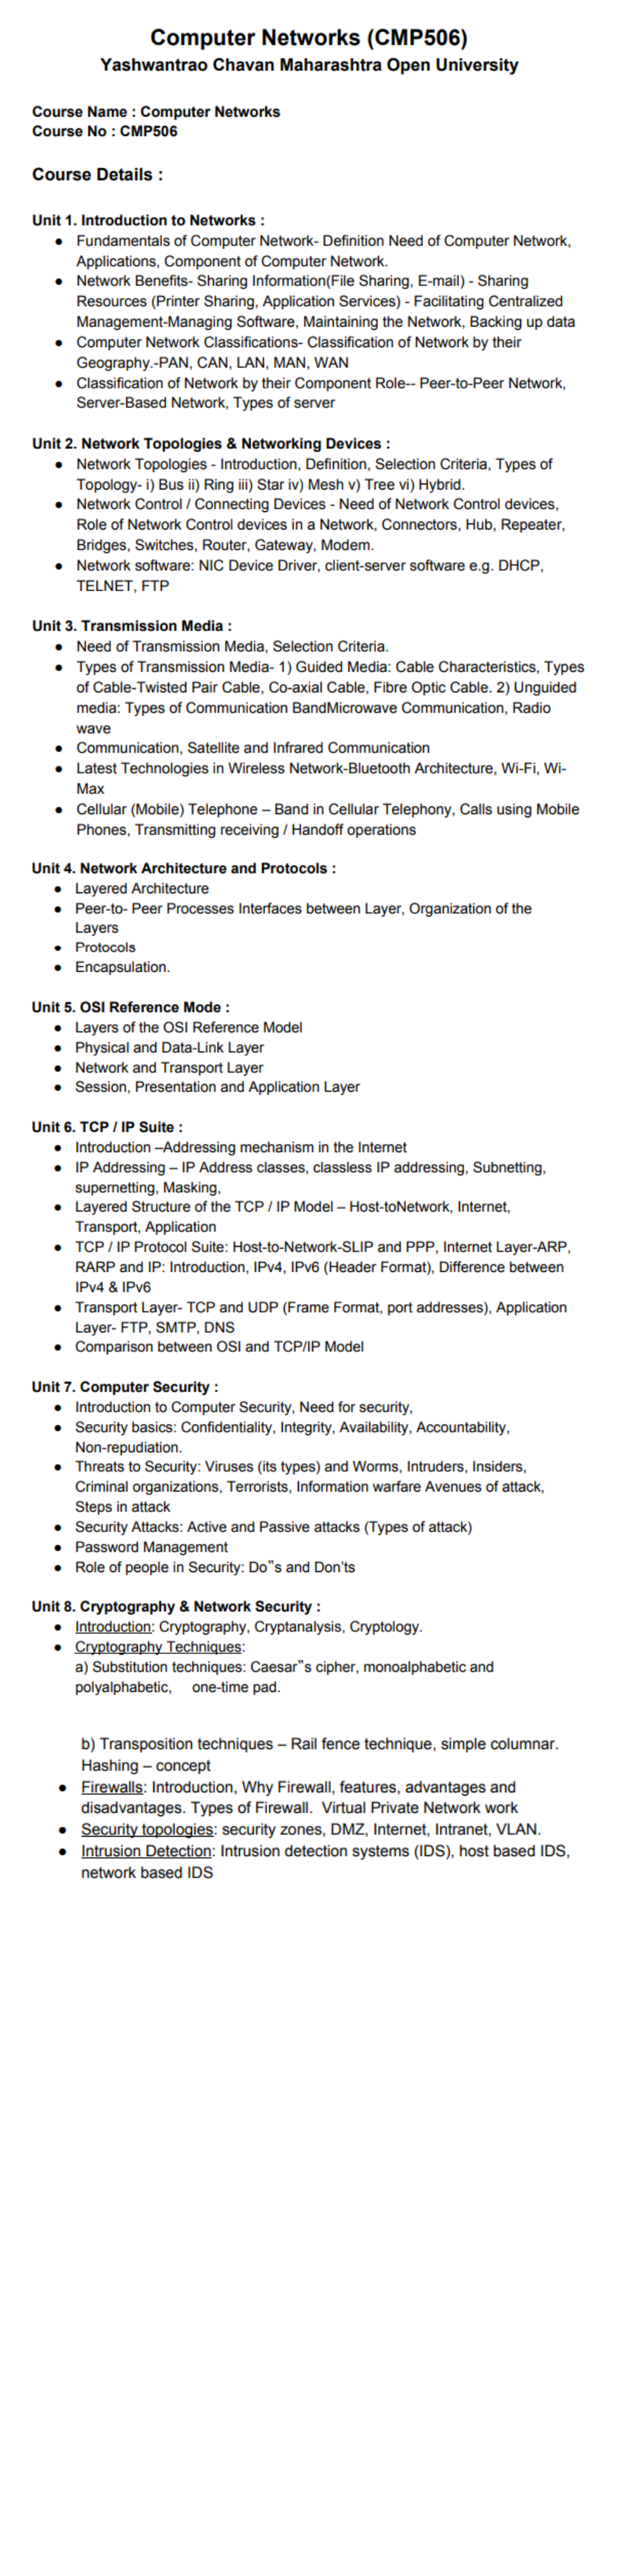 Computer Networks (CMP506)
Yashwantrao Chavan Maharashtra Open University
Course Name : Computer Networks
Course No : CMP506
Course Details :
Unit 1. Introduction to Networks :
● Fundamentals of Computer Network- Definition Need of Computer Network,
Applications, Component of Computer Network.
● Network Benefits- Sharing Information(File Sharing, E-mail) - Sharing
Resources (Printer Sharing, Application Services) - Facilitating Centralized
Management-Managing Software, Maintaining the Network, Backing up data
● Computer Network Classifications- Classification of Network by their
Geography.-PAN, CAN, LAN, MAN, WAN
● Classification of Network by their Component Role-- Peer-to-Peer Network,
Server-Based Network, Types of server
Unit 2. Network Topologies & Networking Devices :
● Network Topologies - Introduction, Definition, Selection Criteria, Types of
Topology- i) Bus ii) Ring iii) Star iv) Mesh v) Tree vi) Hybrid.
● Network Control / Connecting Devices - Need of Network Control devices,
Role of Network Control devices in a Network, Connectors, Hub, Repeater,
Bridges, Switches, Router, Gateway, Modem.
● Network software: NIC Device Driver, client-server software e.g. DHCP,
TELNET, FTP
Unit 3. Transmission Media :
● Need of Transmission Media, Selection Criteria.
● Types of Transmission Media- 1) Guided Media: Cable Characteristics, Types
of Cable-Twisted Pair Cable, Co-axial Cable, Fibre Optic Cable. 2) Unguided
media: Types of Communication BandMicrowave Communication, Radio
wave
● Communication, Satellite and Infrared Communication
● Latest Technologies in Wireless Network-Bluetooth Architecture, Wi-Fi, Wi-
Max
● Cellular (Mobile) Telephone – Band in Cellular Telephony, Calls using Mobile
Phones, Transmitting receiving / Handoff operations
Unit 4. Network Architecture and Protocols :
● Layered Architecture
● Peer-to- Peer Processes Interfaces between Layer, Organization of the
Layers
● Protocols
● Encapsulation.
Unit 5. OSI Reference Mode :
● Layers of the OSI Reference Model
● Physical and Data-Link Layer
● Network and Transport Layer
● Session, Presentation and Application Layer
Unit 6. TCP / IP Suite :
● Introduction –Addressing mechanism in the Internet
● IP Addressing – IP Address classes, classless IP addressing, Subnetting,
supernetting, Masking,
● Layered Structure of the TCP / IP Model – Host-toNetwork, Internet,
Transport, Application
● TCP / IP Protocol Suite: Host-to-Network-SLIP and PPP, Internet Layer-ARP,
RARP and IP: Introduction, IPv4, IPv6 (Header Format), Difference between
IPv4 & IPv6
● Transport Layer- TCP and UDP (Frame Format, port addresses), Application
Layer- FTP, SMTP, DNS
● Comparison between OSI and TCP/IP Model
Unit 7. Computer Security :
● Introduction to Computer Security, Need for security,
● Security basics: Confidentiality, Integrity, Availability, Accountability,
Non-repudiation.
● Threats to Security: Viruses (its types) and Worms, Intruders, Insiders,
Criminal organizations, Terrorists, Information warfare Avenues of attack,
Steps in attack
● Security Attacks: Active and Passive attacks (Types of attack)
● Password Management
● Role of people in Security: Do‟s and Don'ts
Unit 8. Cryptography & Network Security :
● Introduction: Cryptography, Cryptanalysis, Cryptology.
● Cryptography Techniques:
a) Substitution techniques: Caesar‟s cipher, monoalphabetic and
polyalphabetic, one-time pad.
b) Transposition techniques – Rail fence technique, simple columnar.
Hashing – concept
● Firewalls: Introduction, Why Firewall, features, advantages and
disadvantages. Types of Firewall. Virtual Private Network work
● Security topologies: security zones, DMZ, Internet, Intranet, VLAN.
● Intrusion Detection: Intrusion detection systems (IDS), host based IDS,
network based IDS